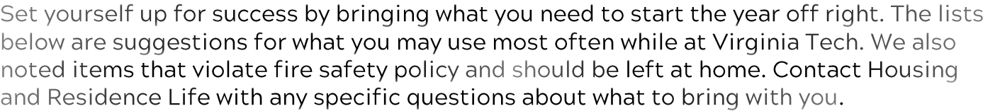 Set yourself up for success by bringing what you need to start the year off right. The lists
below are suggestions for what you may use most often while at Virginia Tech. We also
noted items that violate fire safety policy and should be left at home. Contact Housing
and Residence Life with any specific questions about what to bring with you.